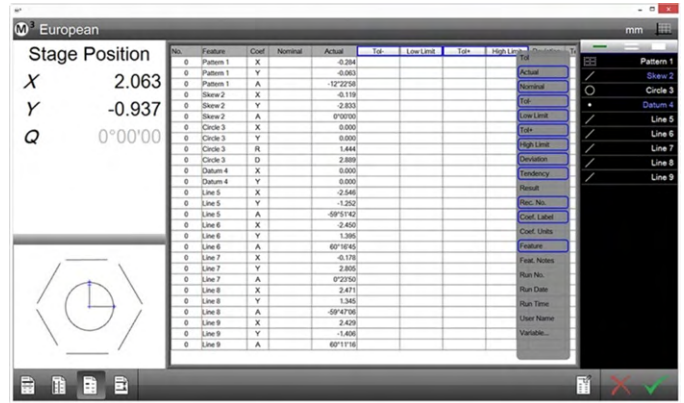 M³ European mm
Stage Position
X 2.063
Y -0.937
Q 0°00'00
No. Feature Coef Nominal Actual Tol- Low Limit Tol+ High Limit Deviation
0 Pattern 1 X -0.284
0 Pattern 1 Y -0.063
0 Pattern 1 A -12°22'58
0 Skew 2 X -0.119
0 Skew 2 Y -2.833
0 Skew 2 A 0°00'00
0 Circle 3 X 0.000
0 Circle 3 Y 0.000
0 Circle 3 R 1.444
0 Circle 3 D 2.889
0 Datum 4 X 0.000
0 Datum 4 Y 0.000
0 Line 5 X -2.546
0 Line 5 Y -1.252
0 Line 5 A -59°51'42
0 Line 6 X -2.450
0 Line 6 Y 1.395
0 Line 6 A 60°16'45
0 Line 7 X -0.178
0 Line 7 Y 2.805
0 Line 7 A 0°23'50
0 Line 8 X 2.471
0 Line 8 Y 1.345
0 Line 8 A -59°47'06
0 Line 9 X 2.429
0 Line 9 Y -1.406
0 Line 9 A 60°11'16
Tol
Actual
Nominal
Tol-
Low Limit
Tol+
High Limit
Deviation
Tendency
Result
Rec. No.
Coef. Label
Coef. Units
Feature
Feat. Notes
Run No.
Run Date
Run Time
User Name
Variable...
Pattern 1
Skew 2
Circle 3
Datum 4
Line 5
Line 6
Line 7
Line 8
Line 9